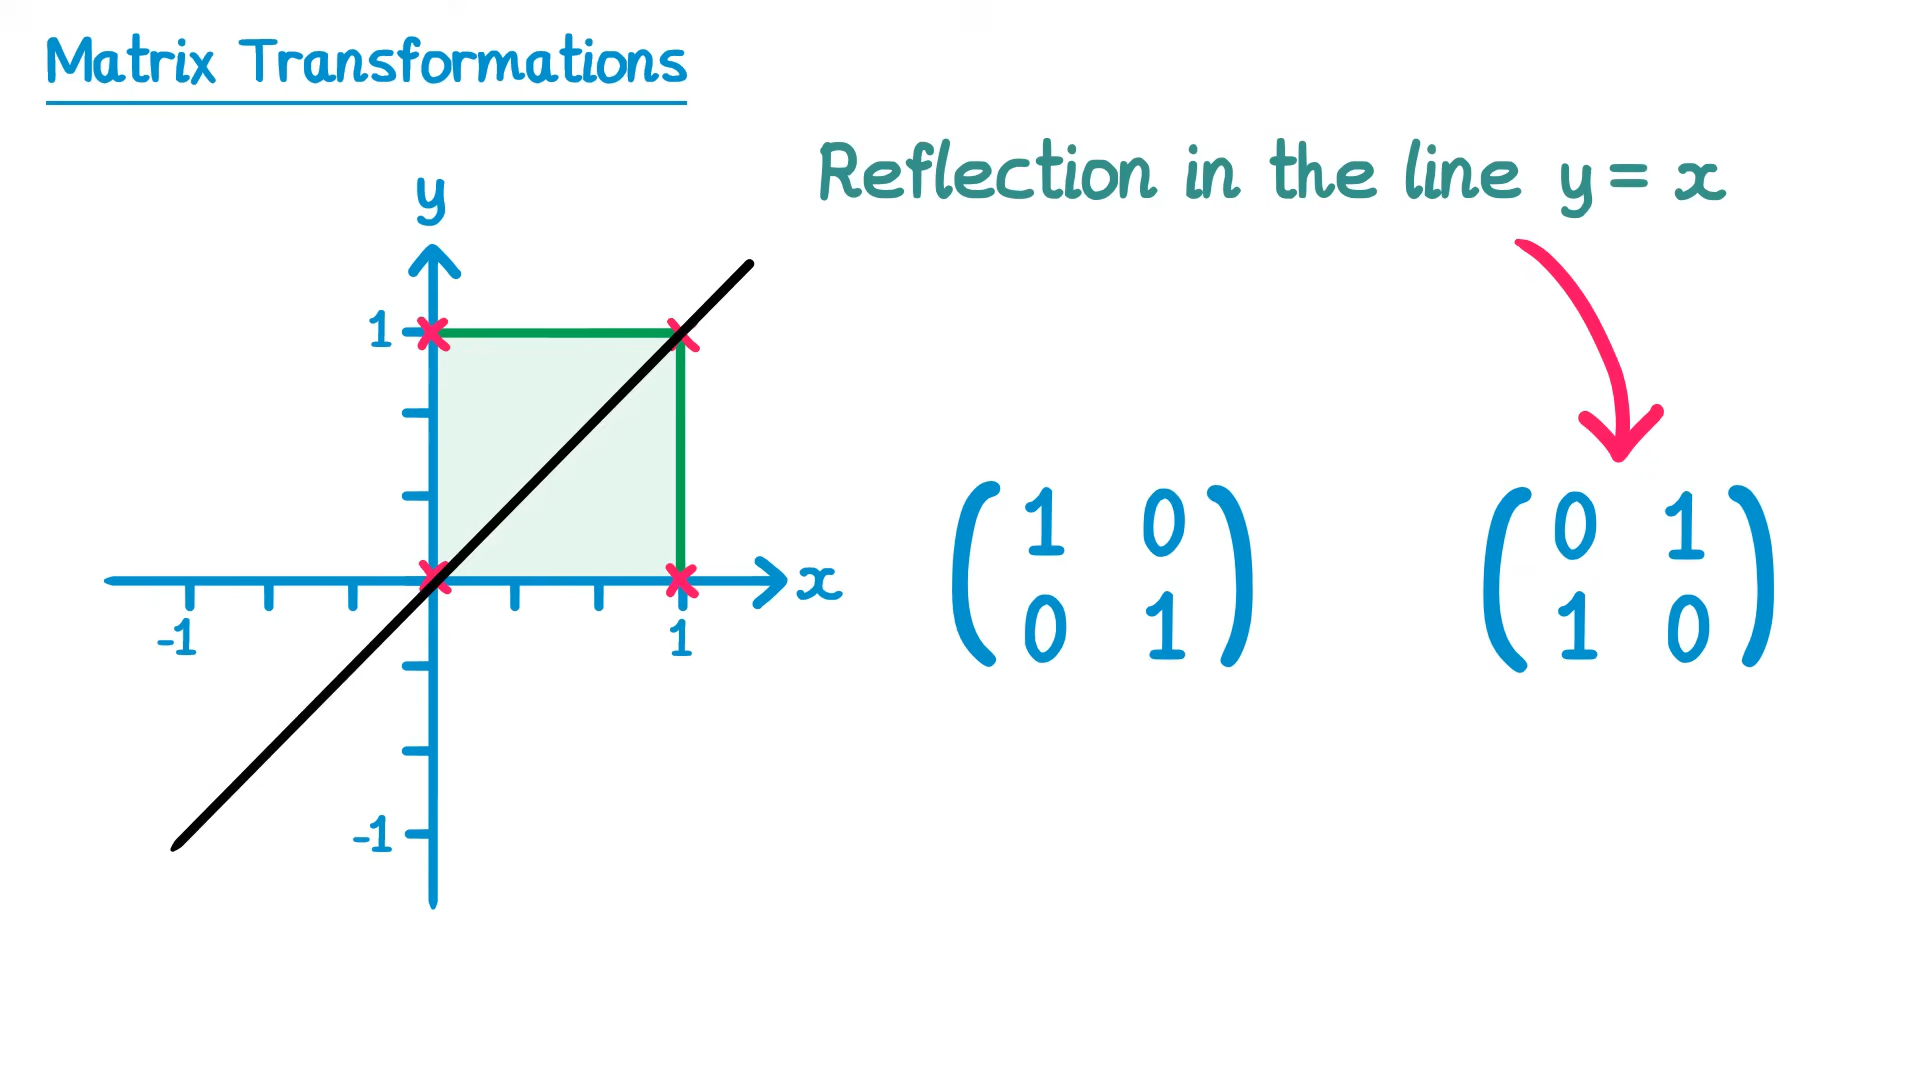 Matrix Transformations
Reflection in the line y = x
y
1
-1
1
x
-1
1 0
0 1
0 1
1 0